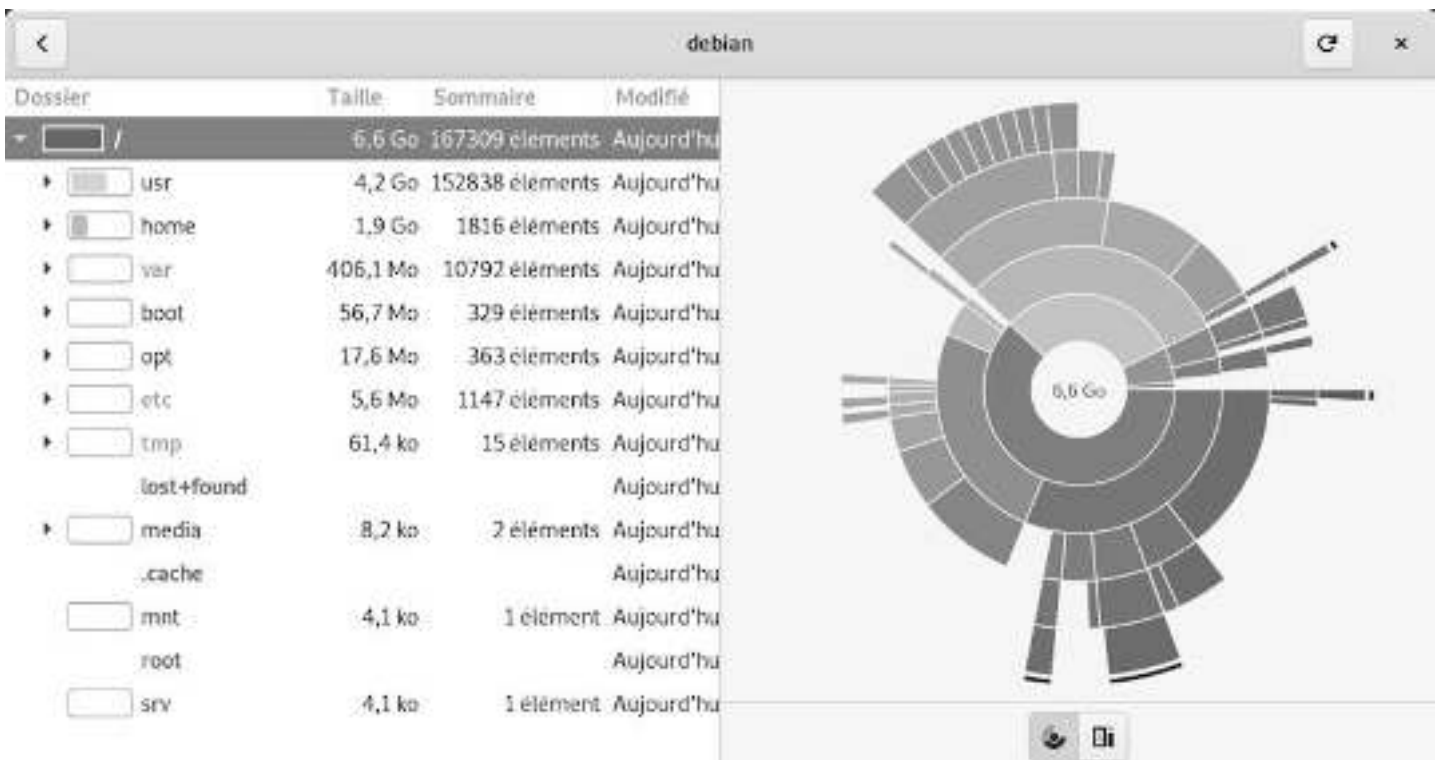 debian
Dossier Taille Sommaire Modifié
/ 6,6 Go 167309 éléments Aujourd'hu
usr 4,2 Go 152838 éléments Aujourd'hu
home 1,9 Go 1816 éléments Aujourd'hu
var 406,1 Mo 10792 éléments Aujourd'hu
boot 56,7 Mo 329 éléments Aujourd'hu
opt 17,6 Mo 363 éléments Aujourd'hu
etc 5,6 Mo 1147 éléments Aujourd'hu
tmp 61,4 ko 15 éléments Aujourd'hu
lost+found Aujourd'hu
media 8,2 ko 2 éléments Aujourd'hu
.cache Aujourd'hu
mnt 4,1 ko 1 élément Aujourd'hu
root Aujourd'hu
srv 4,1 ko 1 élément Aujourd'hu
6,6 Go